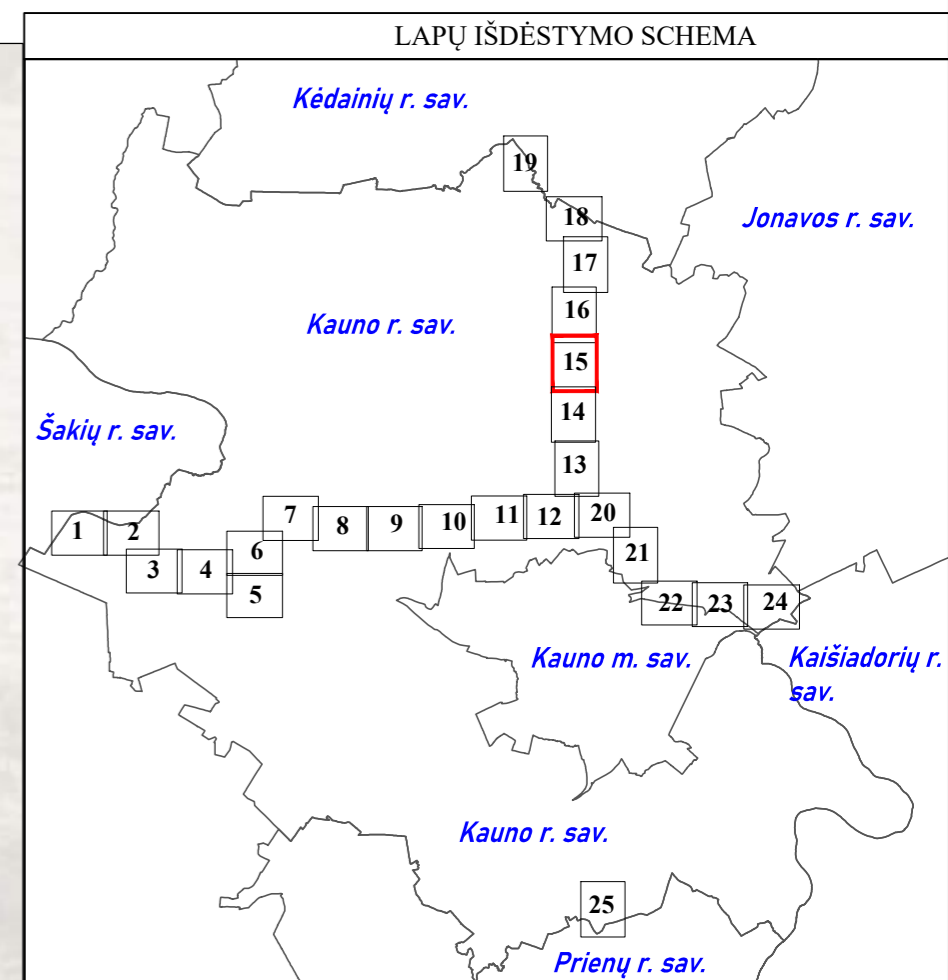 LAPŲ IŠDĖSTYMO SCHEMA
Kėdainių r. sav.
19
18
Jonavos r. sav.
17
16
Kauno r. sav.
15
14
Šakių r. sav.
13
7
8
9
10
11
12
20
1
2
6
21
3
4
5
22
23
24
Kauno m. sav.
Kaišiadorių r.
sav.
Kauno r. sav.
25
Prienų r. sav.